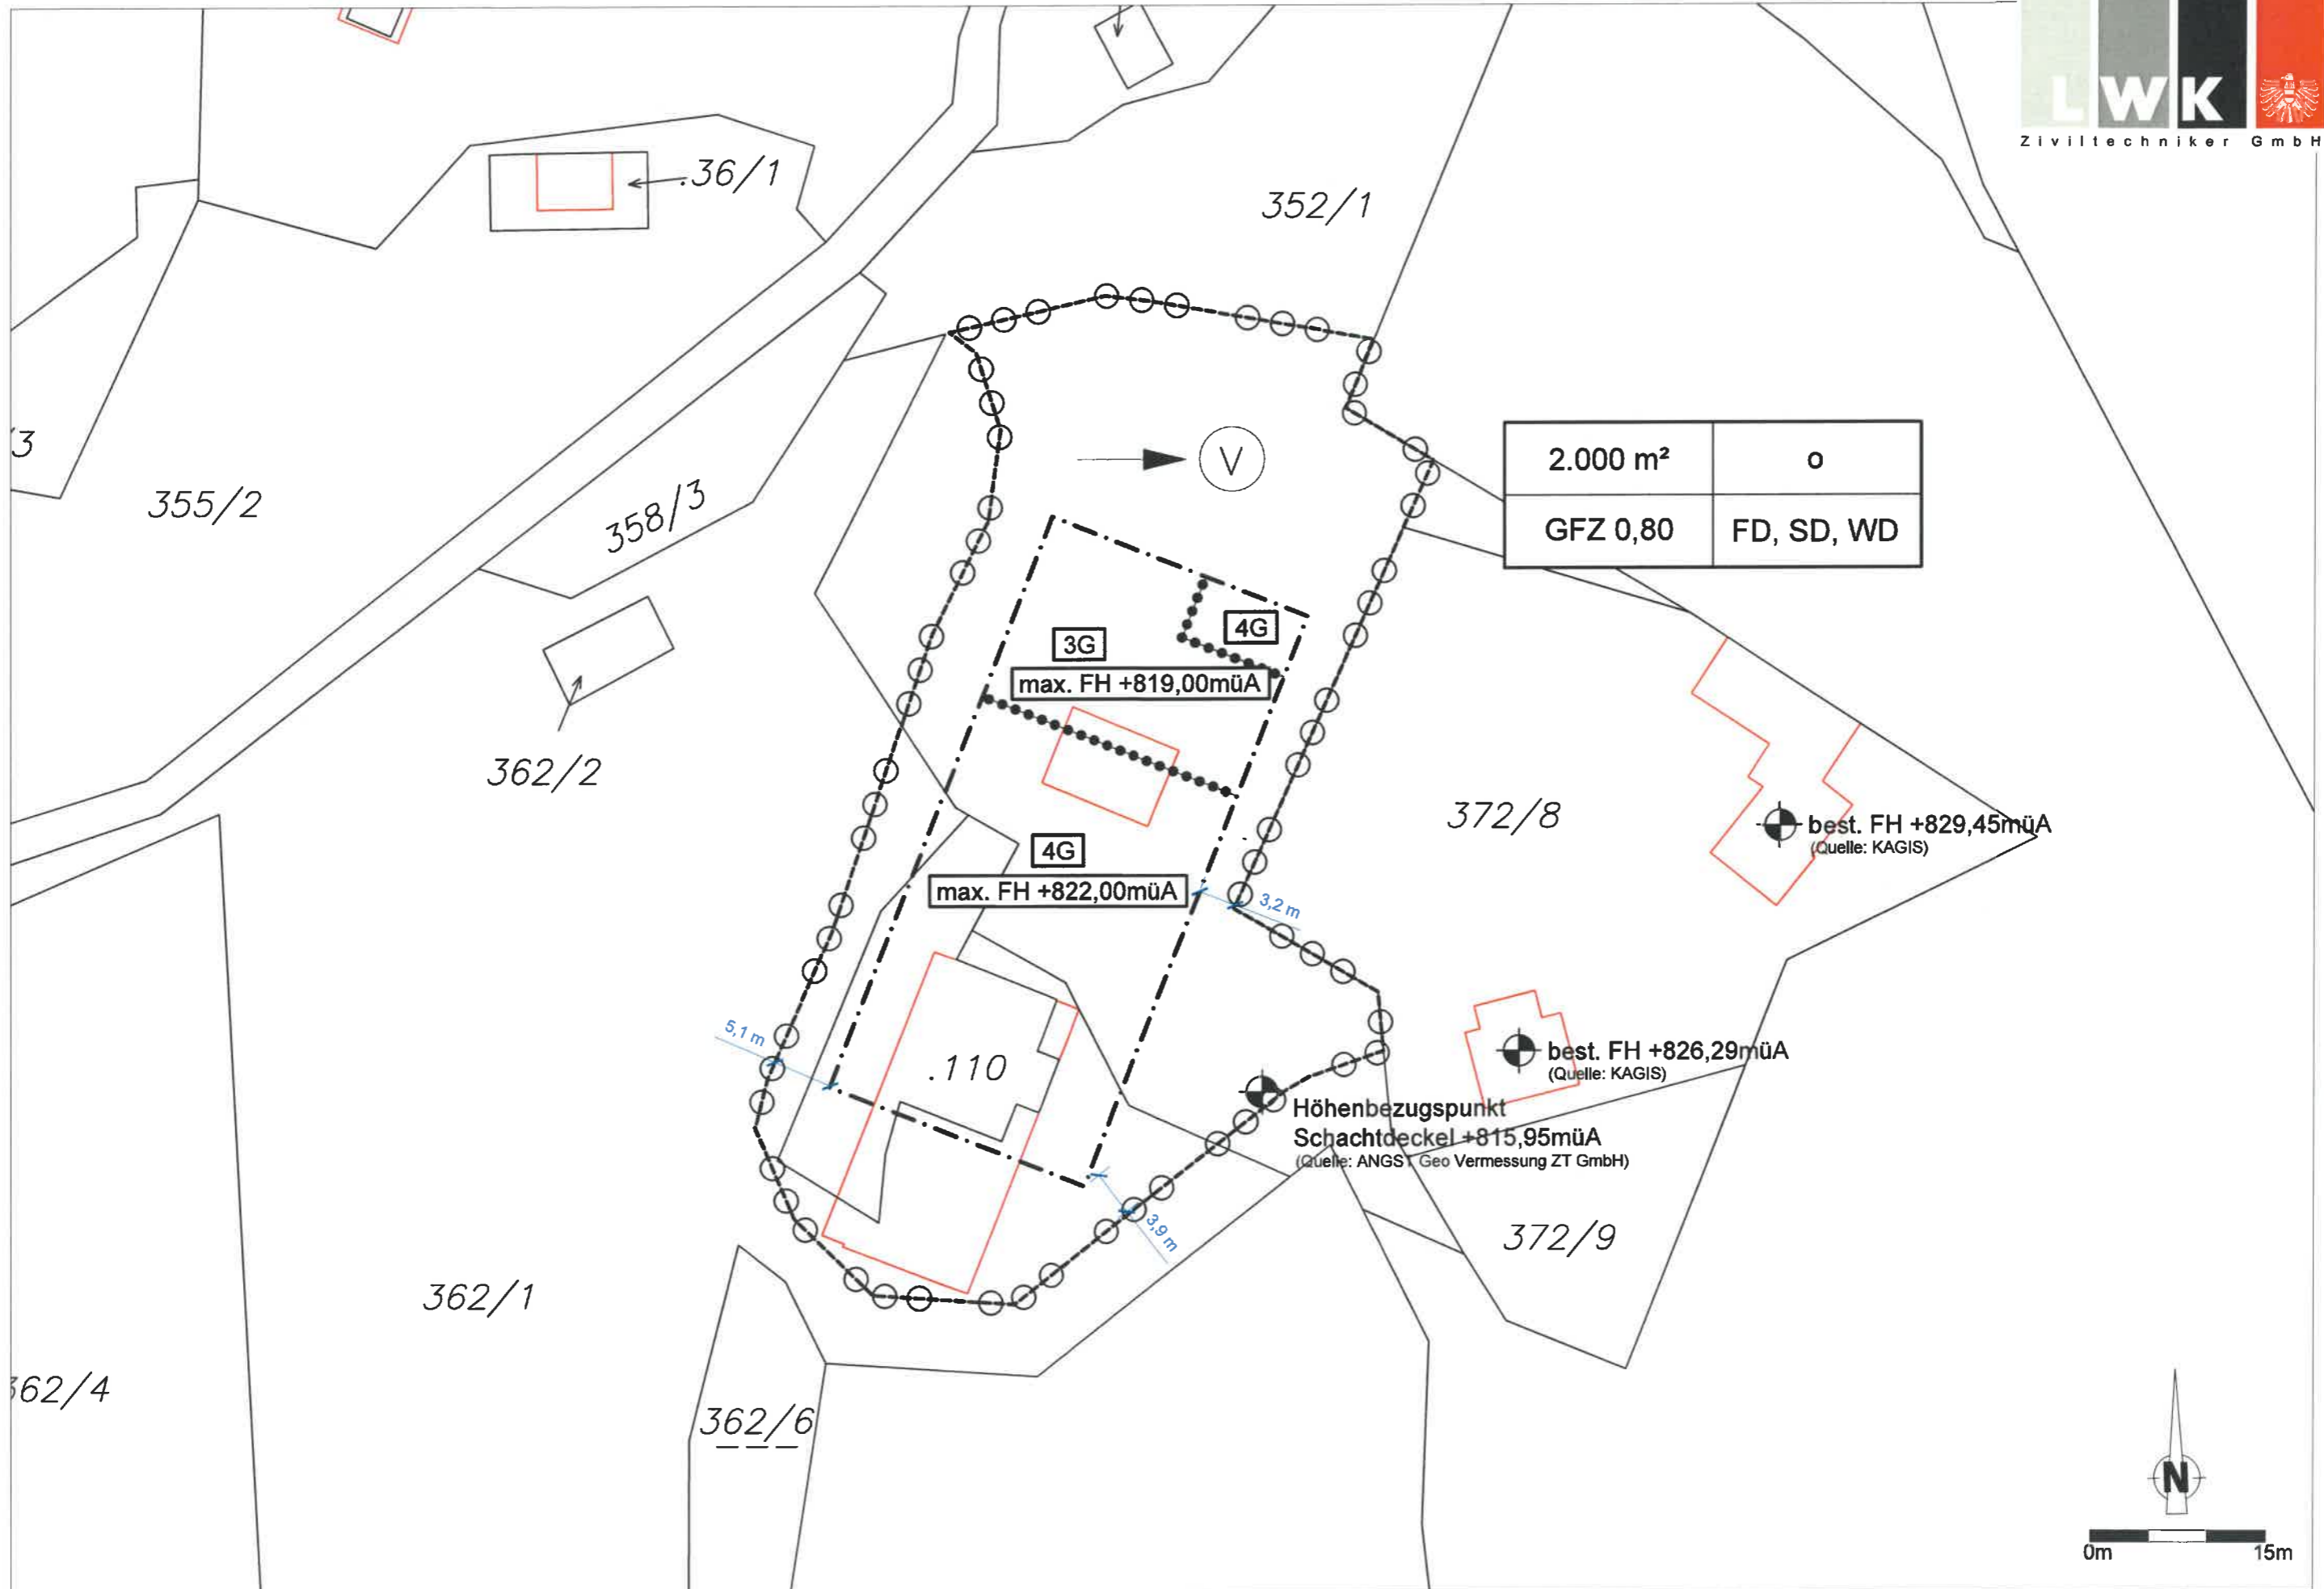 LWK
Ziviltechniker GmbH
.36/1
352/1
/3
355/2
358/3
V
2.000 m²
o
GFZ 0,80
FD, SD, WD
4G
3G
max. FH +819,00müA
362/2
372/8
best. FH +829,45müA
(Quelle: KAGIS)
4G
max. FH +822,00müA
3,2 m
5,1 m
.110
best. FH +826,29müA
(Quelle: KAGIS)
Höhenbezugspunkt
Schachtdeckel +815,95müA
(Quelle: ANGST Geo Vermessung ZT GmbH)
3,9 m
372/9
362/1
362/4
362/6
N
0m
15m